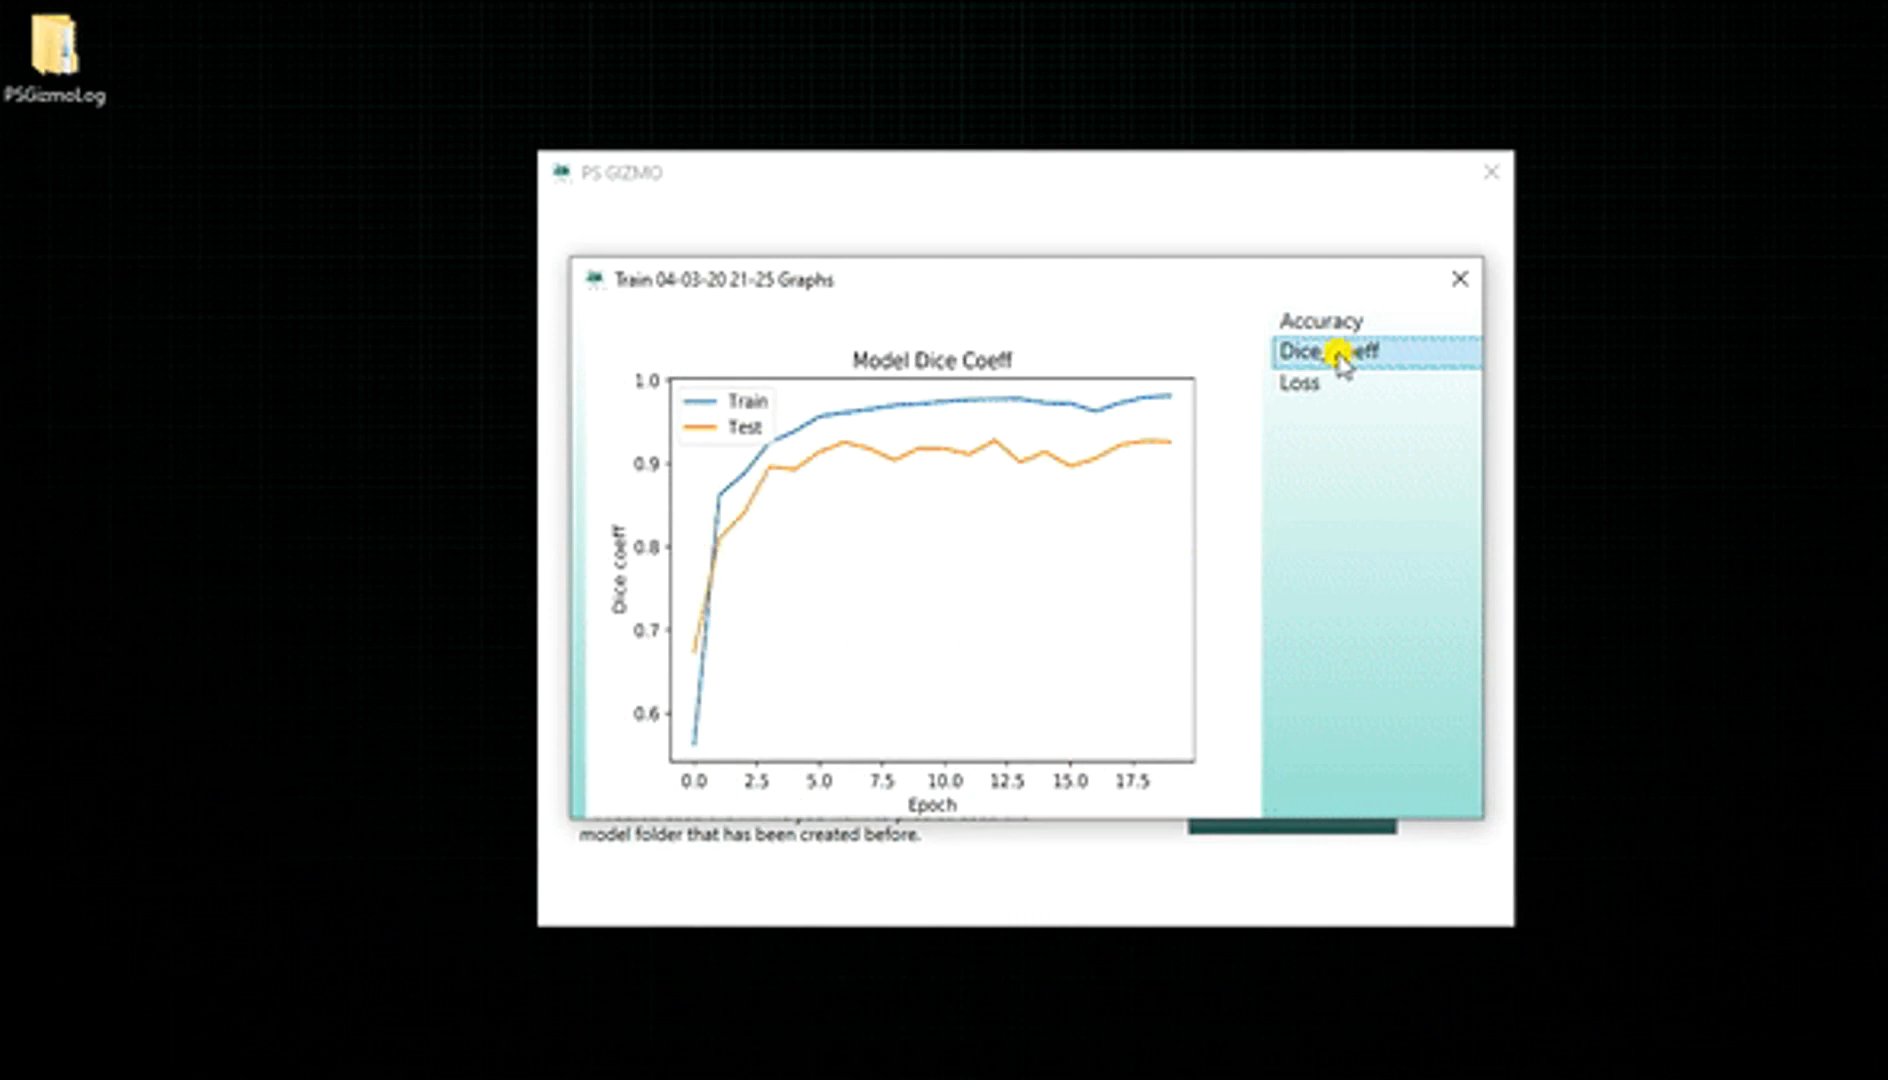 PSGizmoLog
PS GIZMO
Train 04-03-20 21-25 Graphs
Accuracy
Dice
Loss
Model Dice Coeff
Train
Test
1.0
0.9
0.8
0.7
0.6
Dice coeff
0.0 2.5 5.0 7.5 10.0 12.5 15.0 17.5
Epoch
model folder that has been created before.